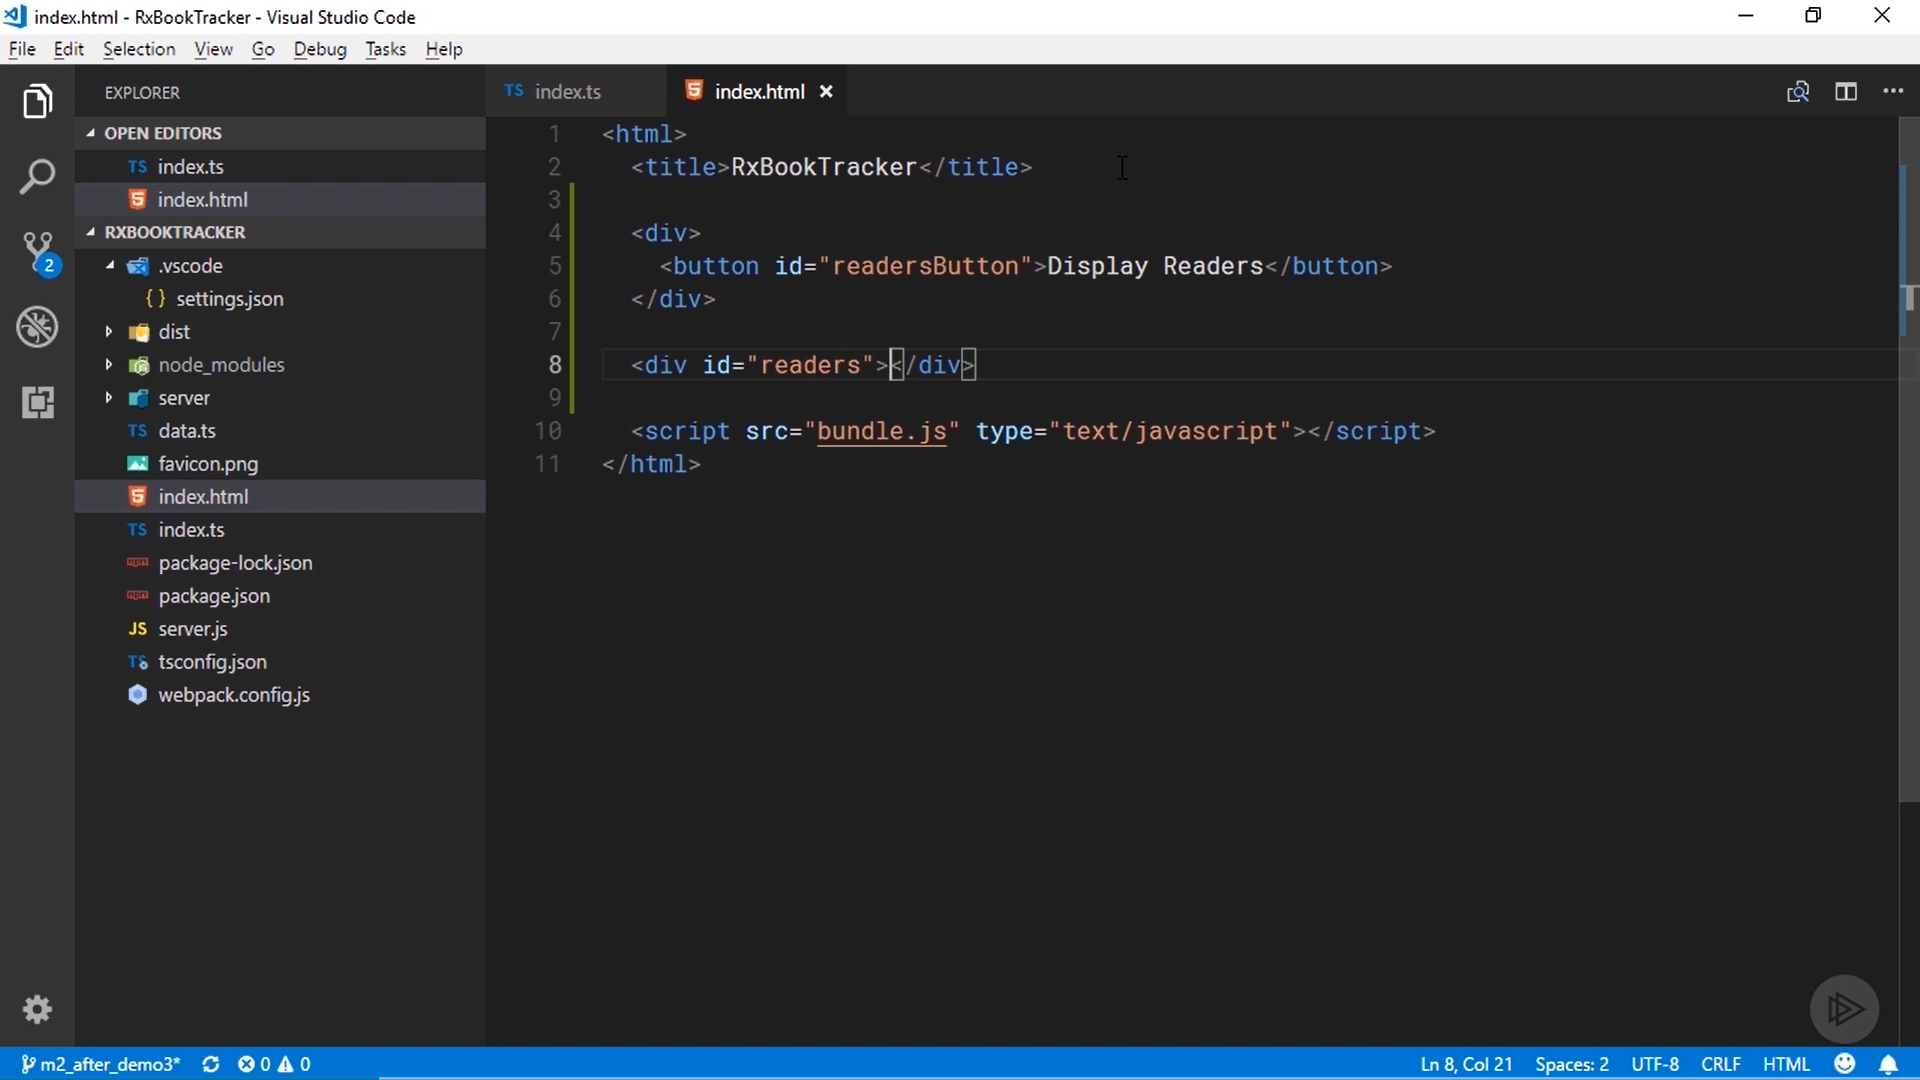 index.html - RxBookTracker - Visual Studio Code
File Edit Selection View Go Debug Tasks Help
EXPLORER
TS index.ts
index.html
OPEN EDITORS
TS index.ts
index.html
RXBOOKTRACKER
.vscode
{ } settings.json
dist
node_modules
server
TS data.ts
favicon.png
index.html
TS index.ts
npm package-lock.json
npm package.json
JS server.js
TS tsconfig.json
webpack.config.js
1 <html>
2 <title>RxBookTracker</title>
3
4 <div>
5 <button id="readersButton">Display Readers</button>
6 </div>
7
8 <div id="readers"></div>
9
10 <script src="bundle.js" type="text/javascript"></script>
11 </html>
2
m2_after_demo3* 0 0 Ln 8, Col 21 Spaces: 2 UTF-8 CRLF HTML